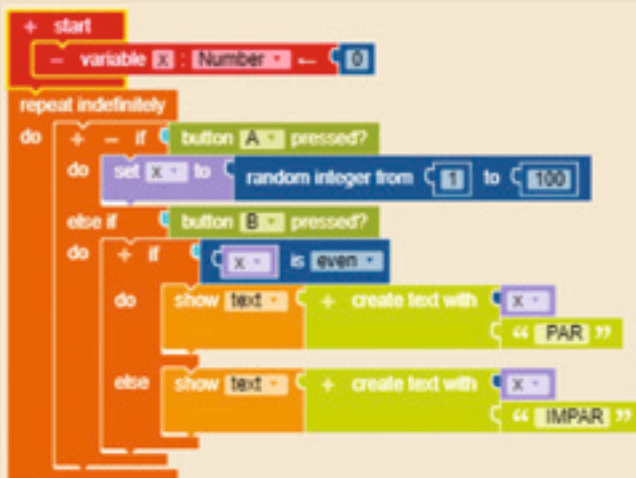 + start
− variable x : Number ← 0
repeat indefinitely
do + − if button A pressed?
do set x to random integer from 1 to 100
else if button B pressed?
do + if x is even
do show text + create text with x
“ PAR ”
else show text + create text with x
“ IMPAR ”